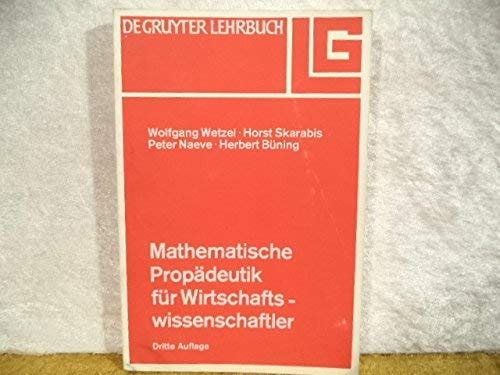 DE GRUYTER LEHRBUCH
LG
Wolfgang Wetzel · Horst Skarabis
Peter Naeve · Herbert Büning
Mathematische
Propädeutik
für Wirtschafts -
wissenschaftler
Dritte Auflage